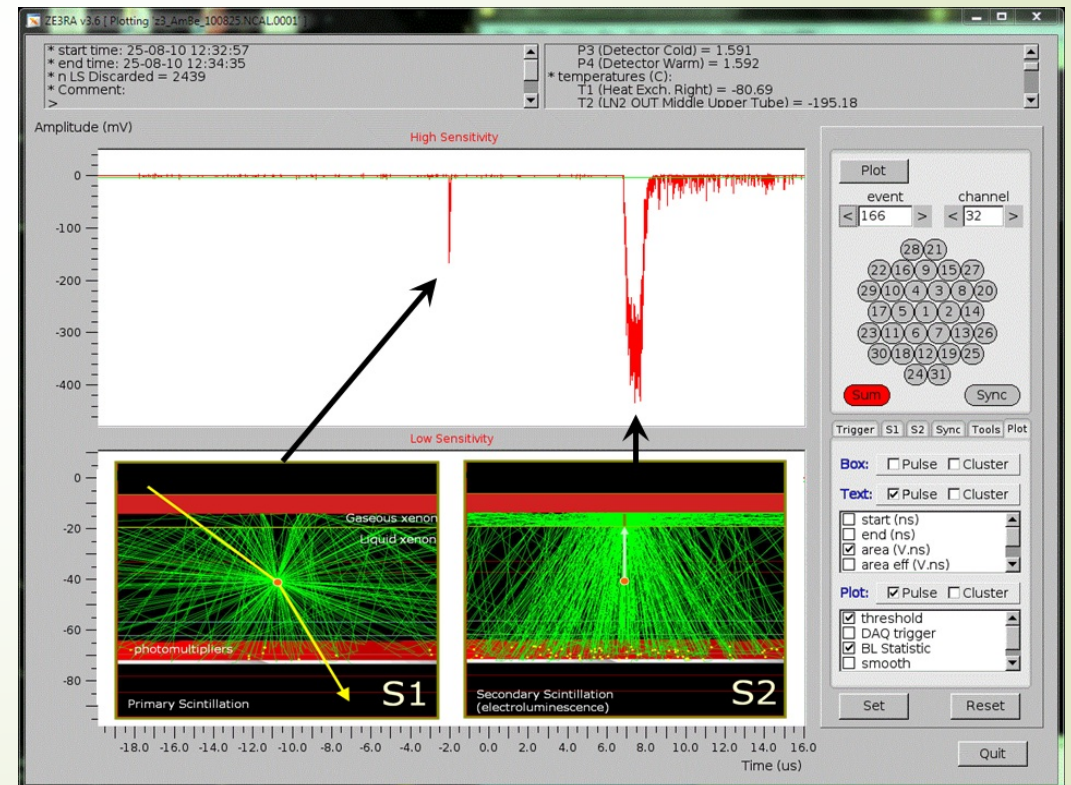 ZE3RA v3.6 [ Plotting 'z3_AmBe_100825.NCAL.0001' ]
* start time: 25-08-10 12:32:57
* end time: 25-08-10 12:34:35
* n LS Discarded = 2439
* Comment:
>
P3 (Detector Cold) = 1.591
P4 (Detector Warm) = 1.592
* temperatures (C):
T1 (Heat Exch. Right) = -80.69
T2 (LN2 OUT Middle Upper Tube) = -195.18
Amplitude (mV)
High Sensitivity
0
-100
-200
-300
-400
Low Sensitivity
0
-20
-40
-60
-80
Gaseous xenon
Liquid xenon
photomultipliers
Primary Scintillation
S1
Secondary Scintillation
(electroluminescence)
S2
-18.0 -16.0 -14.0 -12.0 -10.0 -8.0 -6.0 -4.0 -2.0 0.0 2.0 4.0 6.0 8.0 10.0 12.0 14.0 16.0
Time (us)
Plot
event channel
< 166 > < 32 >
28 21
22 16 9 15 27
29 10 4 3 8 20
17 5 1 2 14
23 11 6 7 13 26
30 18 12 19 25
24 31
Sum Sync
Trigger S1 S2 Sync Tools Plot
Box: Pulse Cluster
Text: Pulse Cluster
start (ns)
end (ns)
area (V.ns)
area eff (V.ns)
Plot: Pulse Cluster
threshold
DAQ trigger
BL Statistic
smooth
Set Reset
Quit